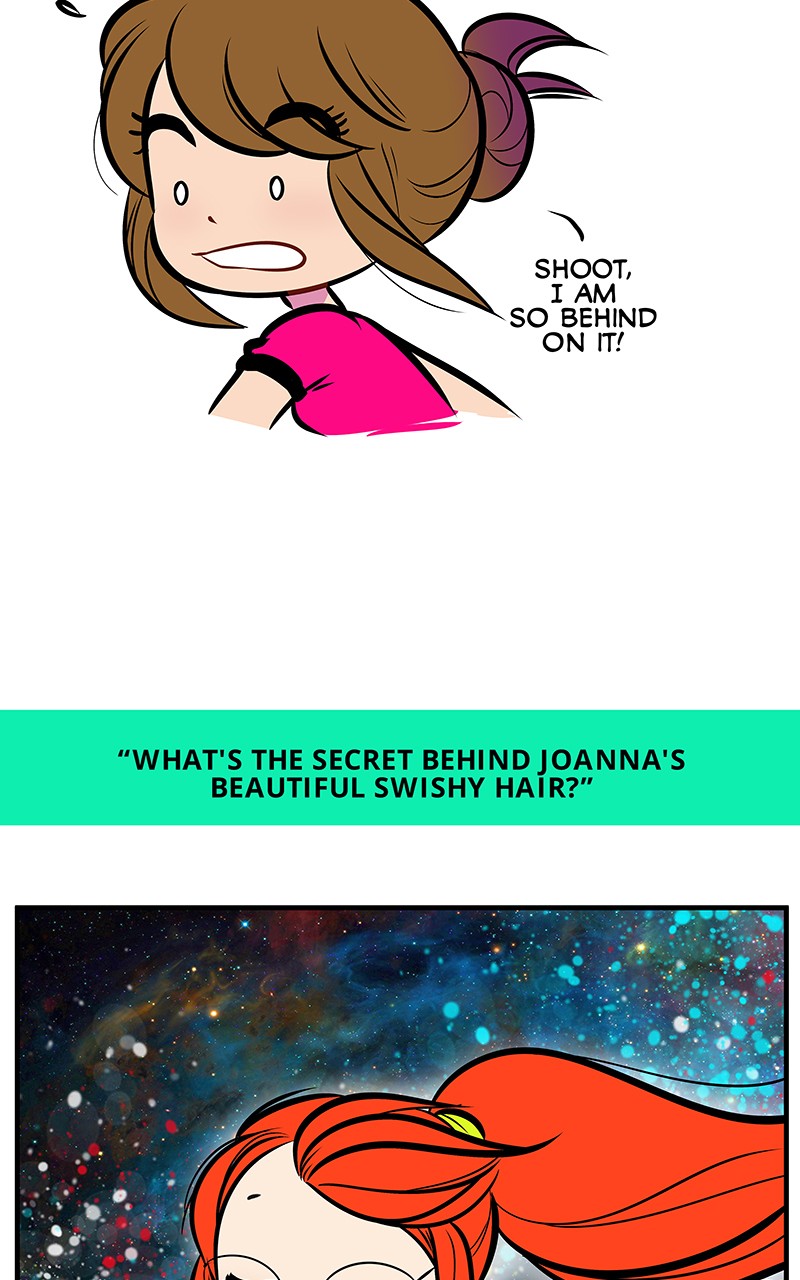 SHOOT,
I AM
SO BEHIND
ON IT!
“WHAT'S THE SECRET BEHIND JOANNA'S
BEAUTIFUL SWISHY HAIR?”